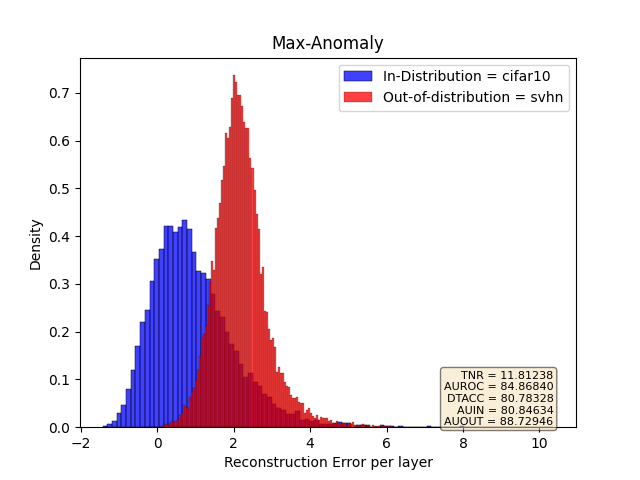 Max-Anomaly
In-Distribution = cifar10
Out-of-distribution = svhn
Density
0.7
0.6
0.5
0.4
0.3
0.2
0.1
0.0
TNR = 11.81238
AUROC = 84.86840
DTACC = 80.78328
AUIN = 80.84634
AUOUT = 88.72946
−2 0 2 4 6 8 10
Reconstruction Error per layer